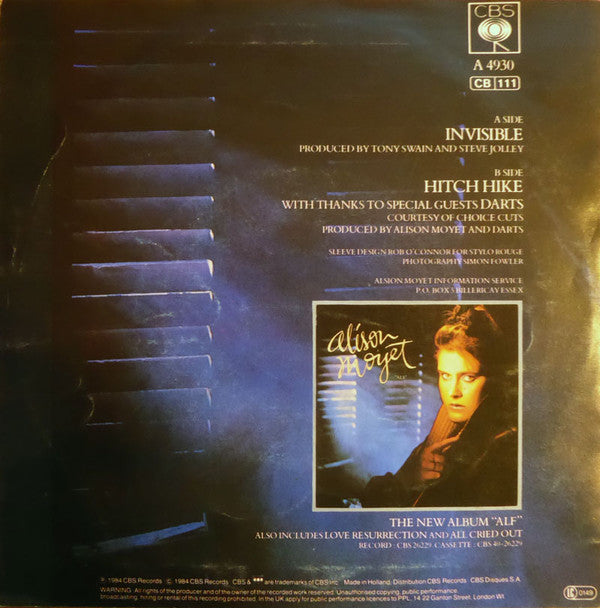 CBS
A 4930
CB 111
A SIDE
INVISIBLE
PRODUCED BY TONY SWAIN AND STEVE JOLLEY
B SIDE
HITCH HIKE
WITH THANKS TO SPECIAL GUESTS DARTS
COURTESY OF CHOICE CUTS
PRODUCED BY ALISON MOYET AND DARTS
SLEEVE DESIGN ROB O'CONNOR FOR STYLO ROUGE
PHOTOGRAPHY SIMON FOWLER
ALSION MOYET INFORMATION SERVICE
P.O. BOX 3 BILLERICAY ESSEX
alison
moyet
"ALF"
THE NEW ALBUM "ALF"
ALSO INCLUDES LOVE RESURRECTION AND ALL CRIED OUT
RECORD : CBS 26229 CASSETTE : CBS 40-26229
℗ 1984 CBS Records © 1984 CBS Records CBS & are trademarks of CBS Inc. Made in Holland. Distribution CBS Records CBS Disques S.A.
WARNING. All rights of the producer and of the owner of the recorded work reserved. Unauthorised copying, public performance,
broadcasting, hiring or rental of this recording prohibited. In the UK apply for public performance licences to PPL, 14 22 Ganton Street, London W1.
LC 0149